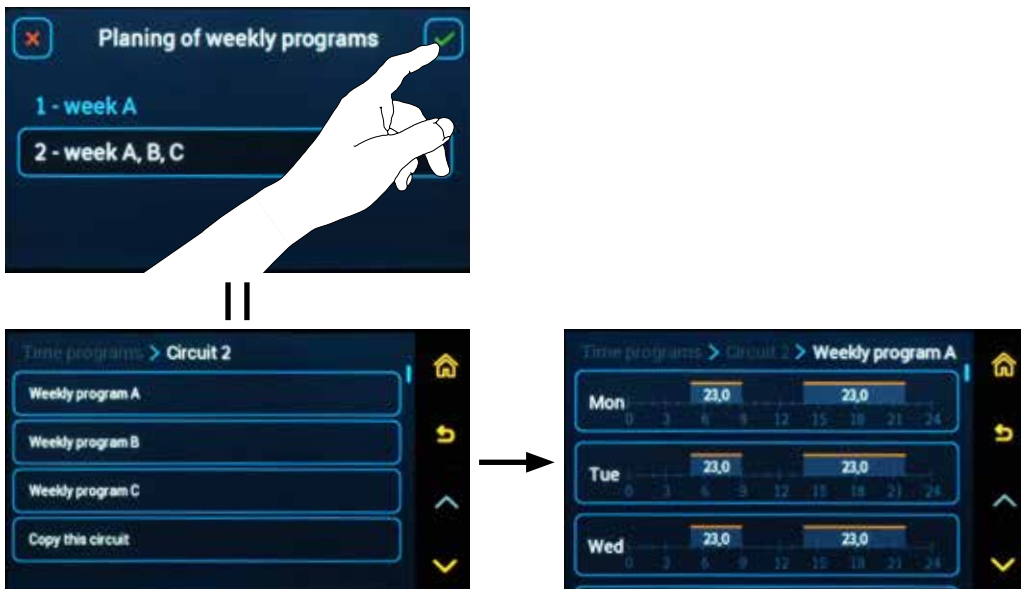 Planing of weekly programs
1 - week A
2 - week A, B, C
Time programs > Circuit 2
Weekly program A
Weekly program B
Weekly program C
Copy this circuit
Time programs > Circuit 2 > Weekly program A
Mon 23,0 23,0
0 3 6 9 12 15 18 21 24
Tue 23,0 23,0
0 3 6 9 12 15 18 21 24
Wed 23,0 23,0
0 3 6 9 12 15 18 21 24